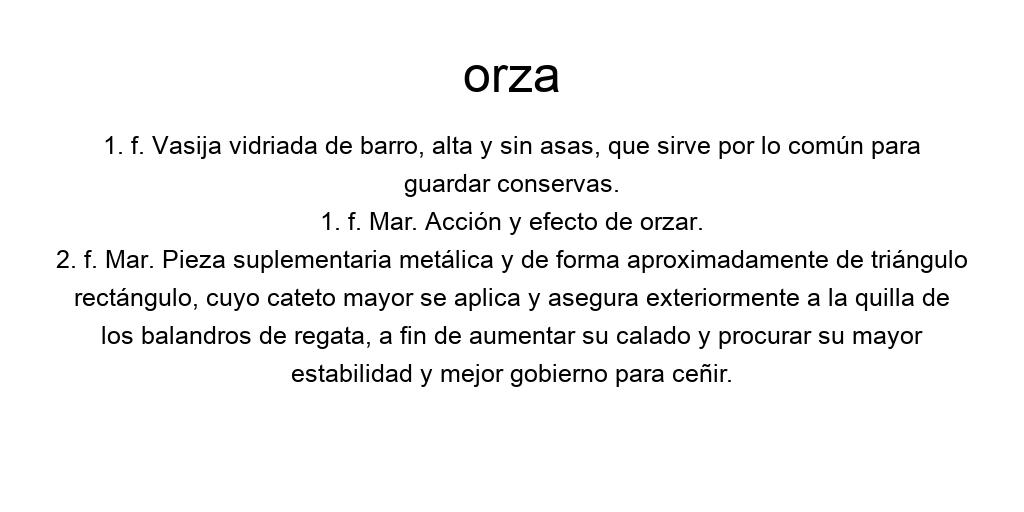 orza
1. f. Vasija vidriada de barro, alta y sin asas, que sirve por lo común para
guardar conservas.
1. f. Mar. Acción y efecto de orzar.
2. f. Mar. Pieza suplementaria metálica y de forma aproximadamente de triángulo
rectángulo, cuyo cateto mayor se aplica y asegura exteriormente a la quilla de
los balandros de regata, a fin de aumentar su calado y procurar su mayor
estabilidad y mejor gobierno para ceñir.